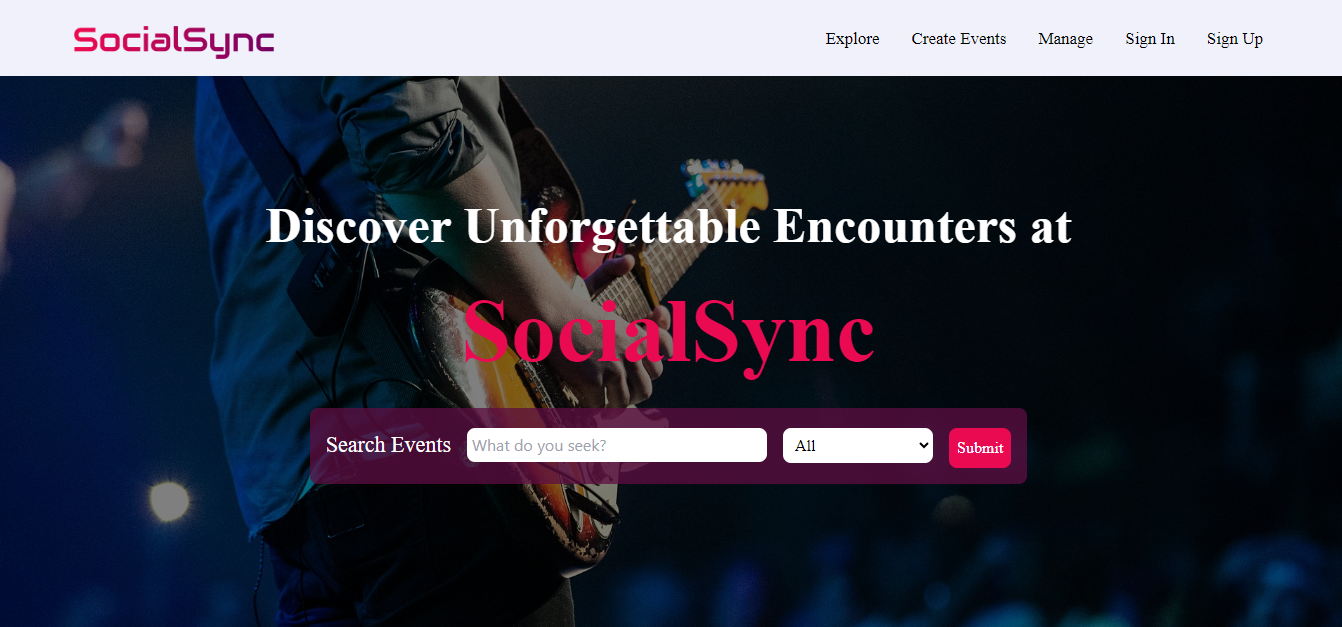 SocialSync
Explore Create Events Manage Sign In Sign Up
Discover Unforgettable Encounters at
SocialSync
Search Events What do you seek? All Submit